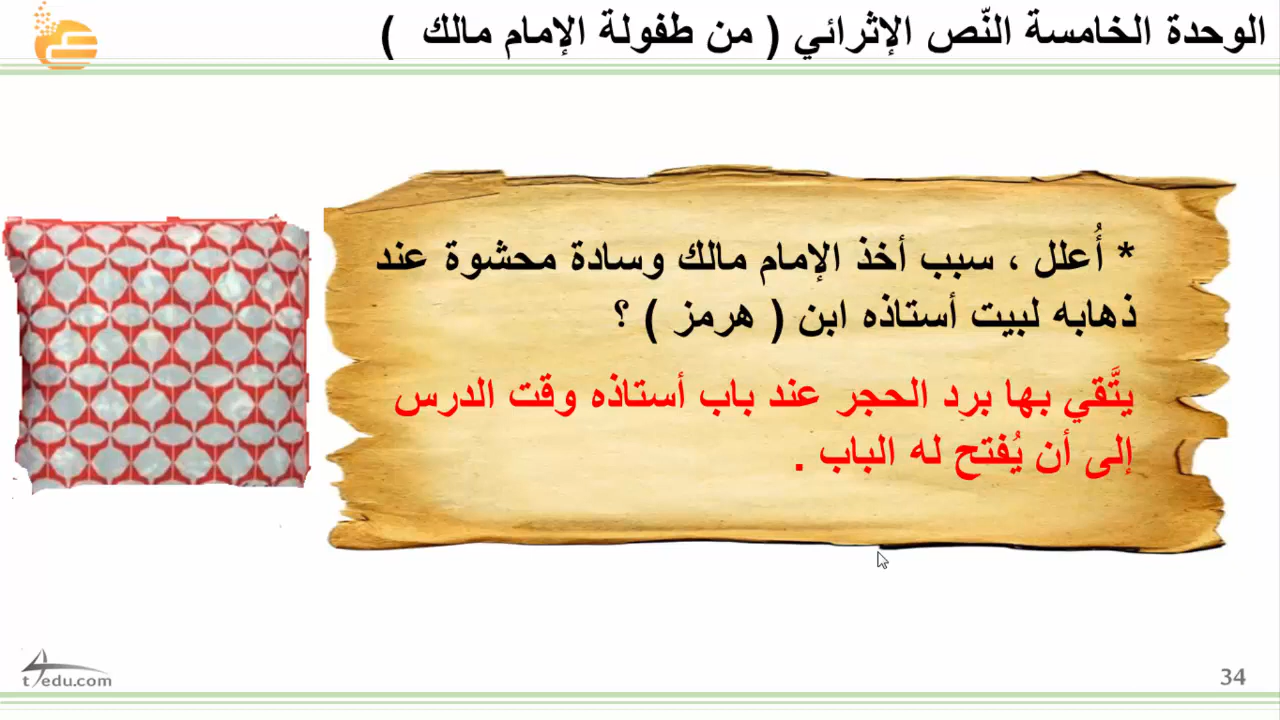 الوحدة الخامسة النّص الإثرائي ( من طفولة الإمام مالك )
* أُعلل ، سبب أخذ الإمام مالك وسادة محشوة عند
ذهابه لبيت أستاذه ابن ( هرمز ) ؟
يتَّقي بها برد الحجر عند باب أستاذه وقت الدرس
إلى أن يُفتح له الباب .
t4edu.com
34